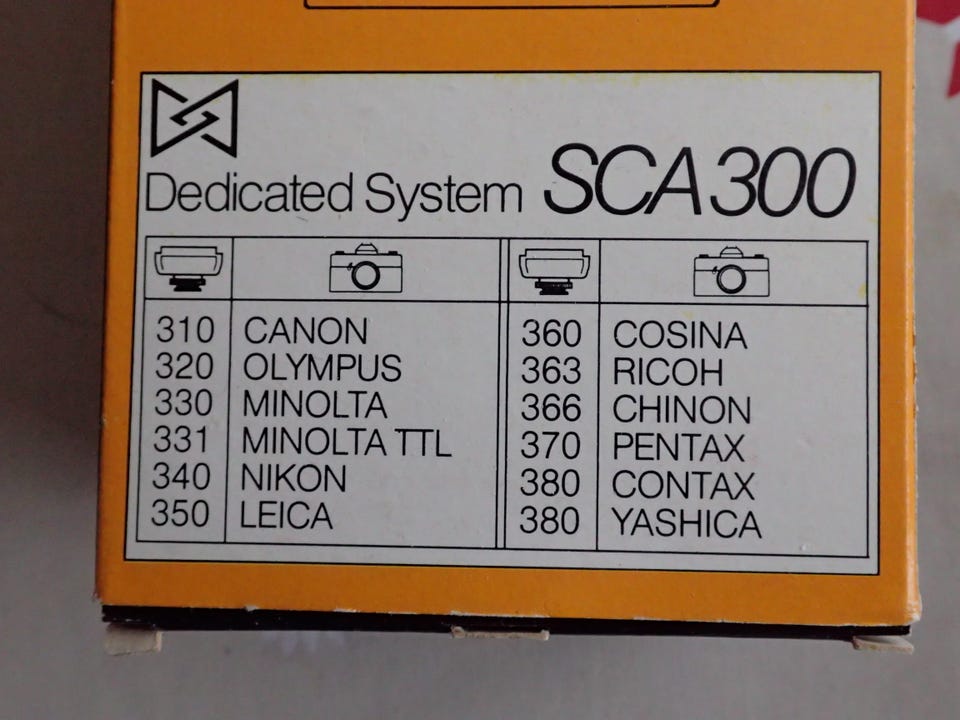 Dedicated System SCA 300
310 CANON
320 OLYMPUS
330 MINOLTA
331 MINOLTA TTL
340 NIKON
350 LEICA
360 COSINA
363 RICOH
366 CHINON
370 PENTAX
380 CONTAX
380 YASHICA